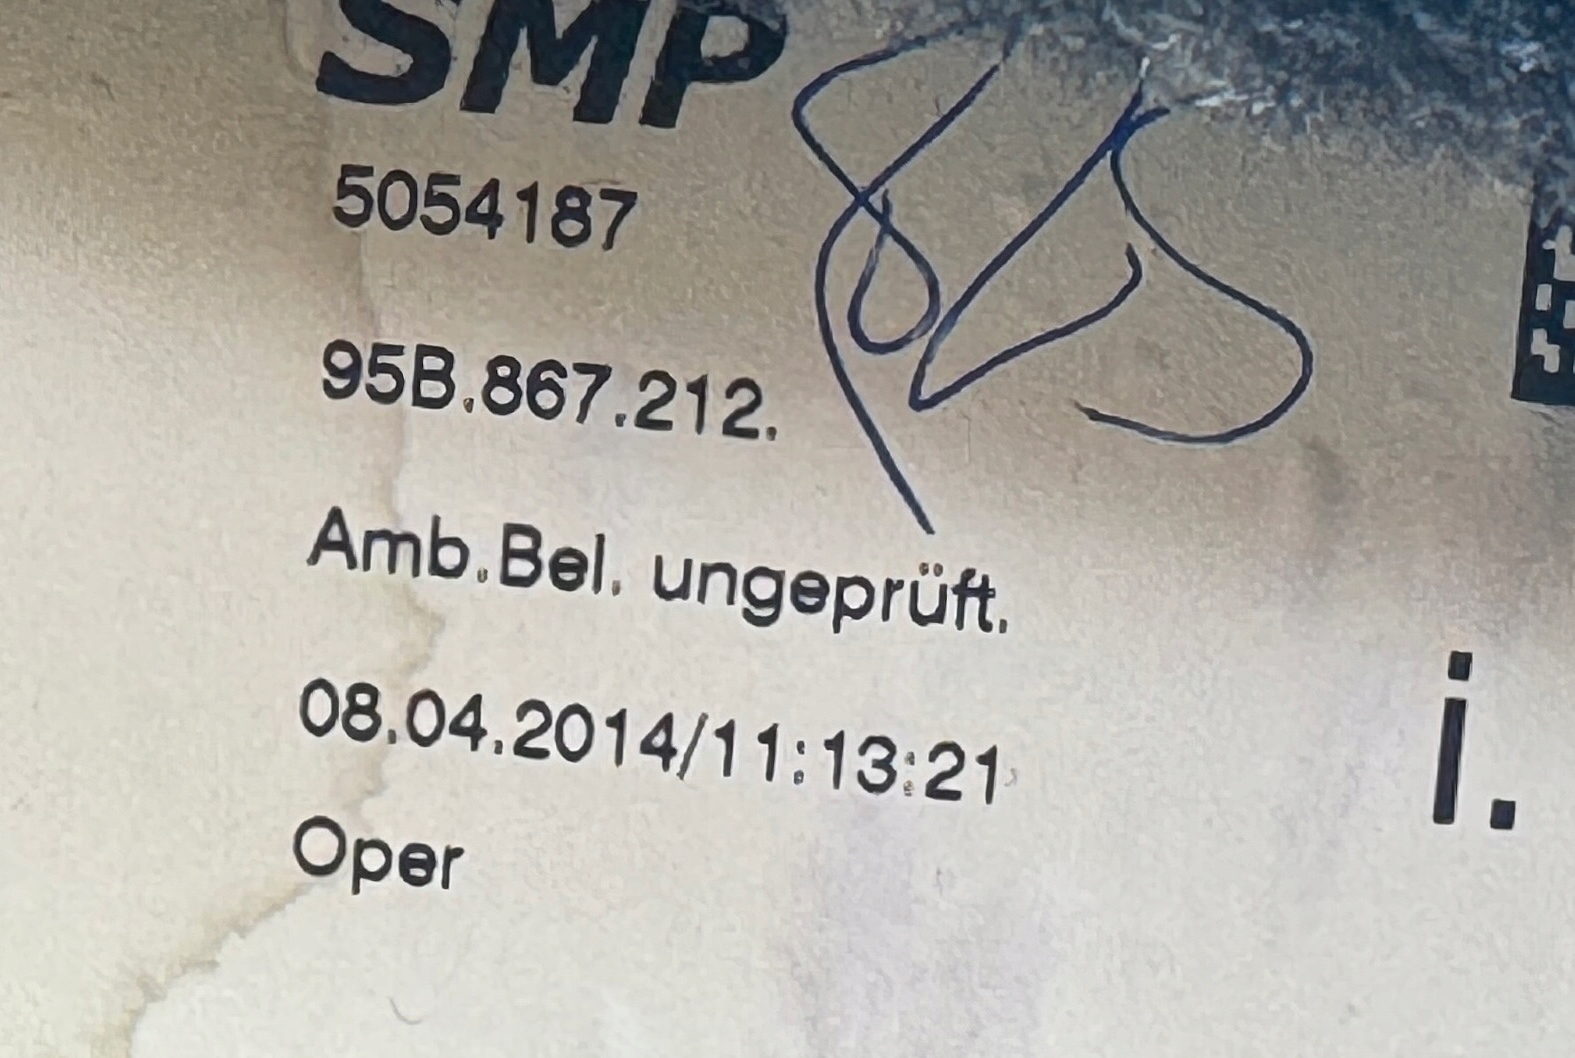 SMP
5054187
95B.867.212.
Amb.Bel. ungeprüft.
08.04.2014/11:13:21
i.
Oper